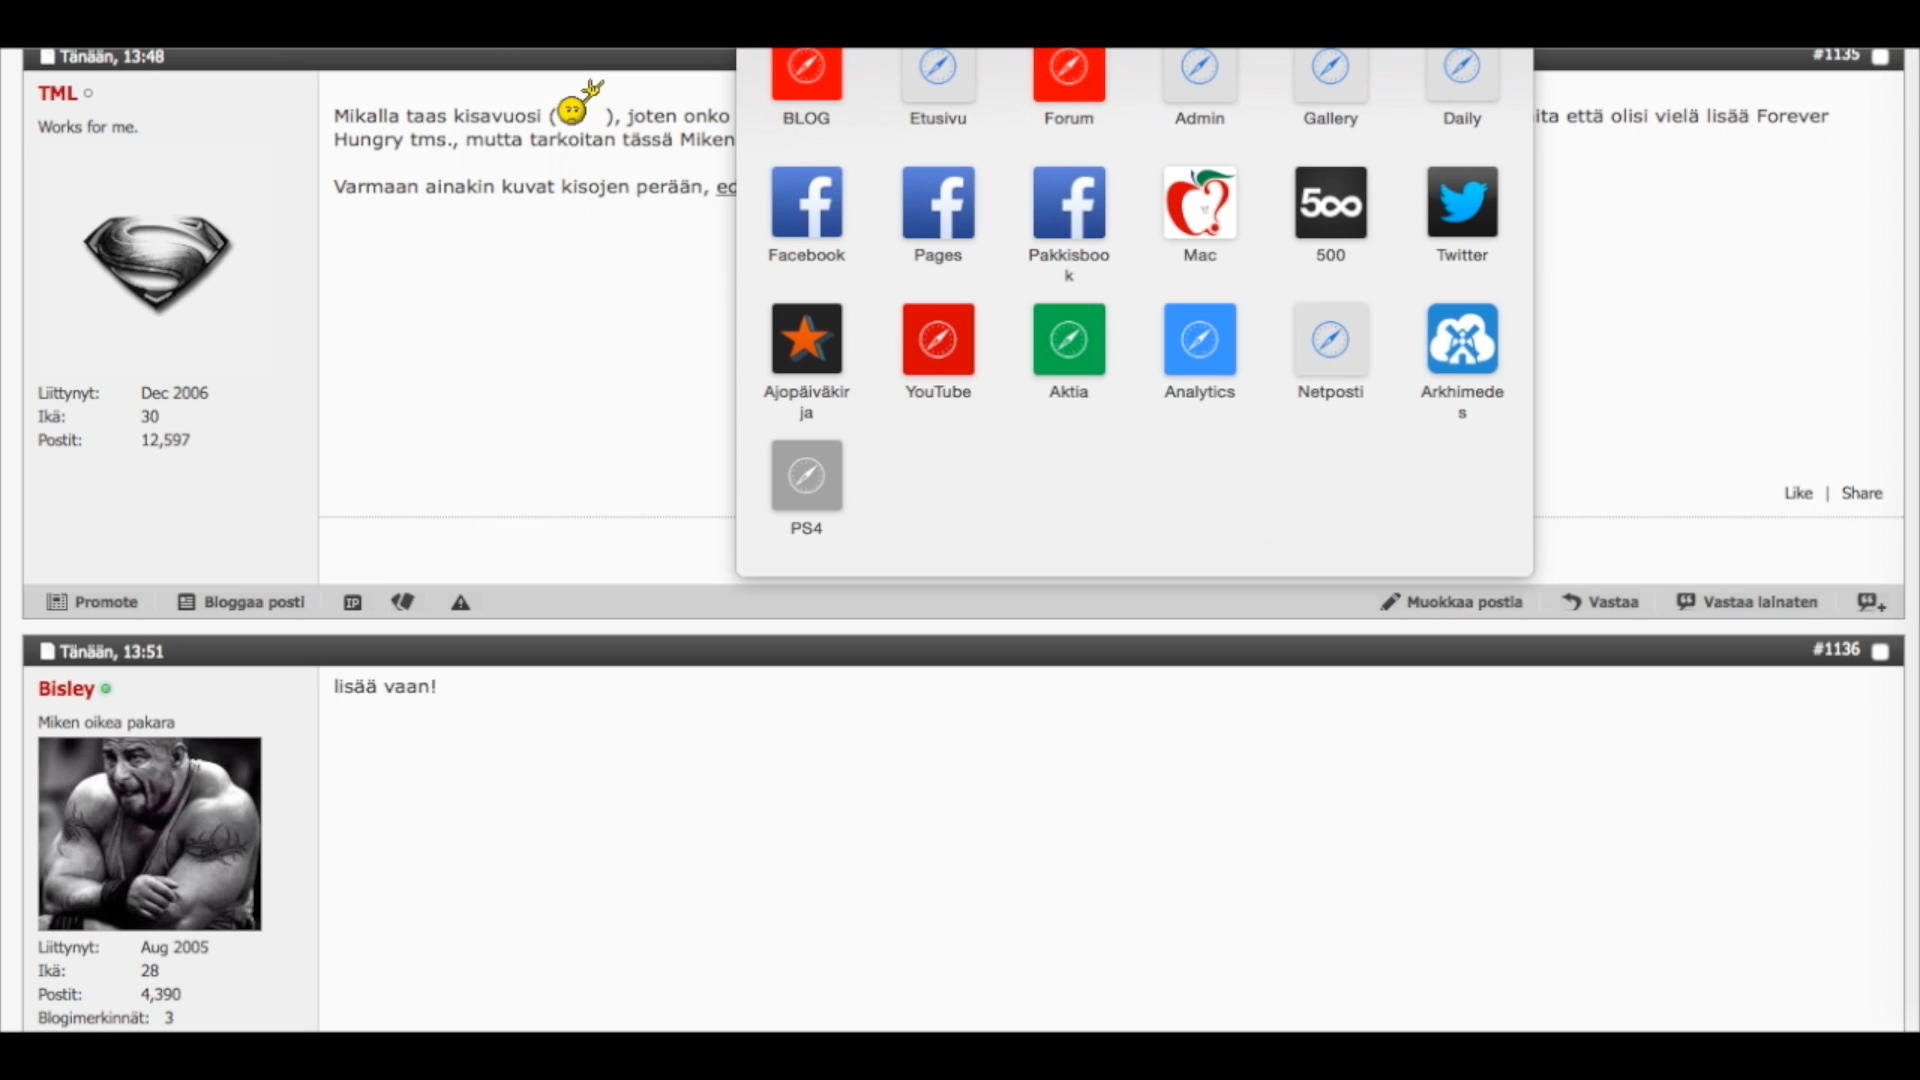 Tänään, 13:48
#1135
TML
Works for me.
Liittynyt: Dec 2006
Ikä: 30
Postit: 12,597
Mikalla taas kisavuosi ( ), joten onko
ita että olisi vielä lisää Forever
Hungry tms., mutta tarkoitan tässä Miken
Varmaan ainakin kuvat kisojen perään, ed
BLOG Etusivu Forum Admin Gallery Daily
500
Facebook Pages Pakkisboo Mac 500 Twitter
k
Ajopäiväkir YouTube Aktia Analytics Netposti Arkhimede
ja s
PS4
Like | Share
Promote Bloggaa posti IP Muokkaa postia Vastaa Vastaa lainaten
Tänään, 13:51
#1136
Bisley
Miken oikea pakara
Liittynyt: Aug 2005
Ikä: 28
Postit: 4,390
Blogimerkinnät: 3
lisää vaan!